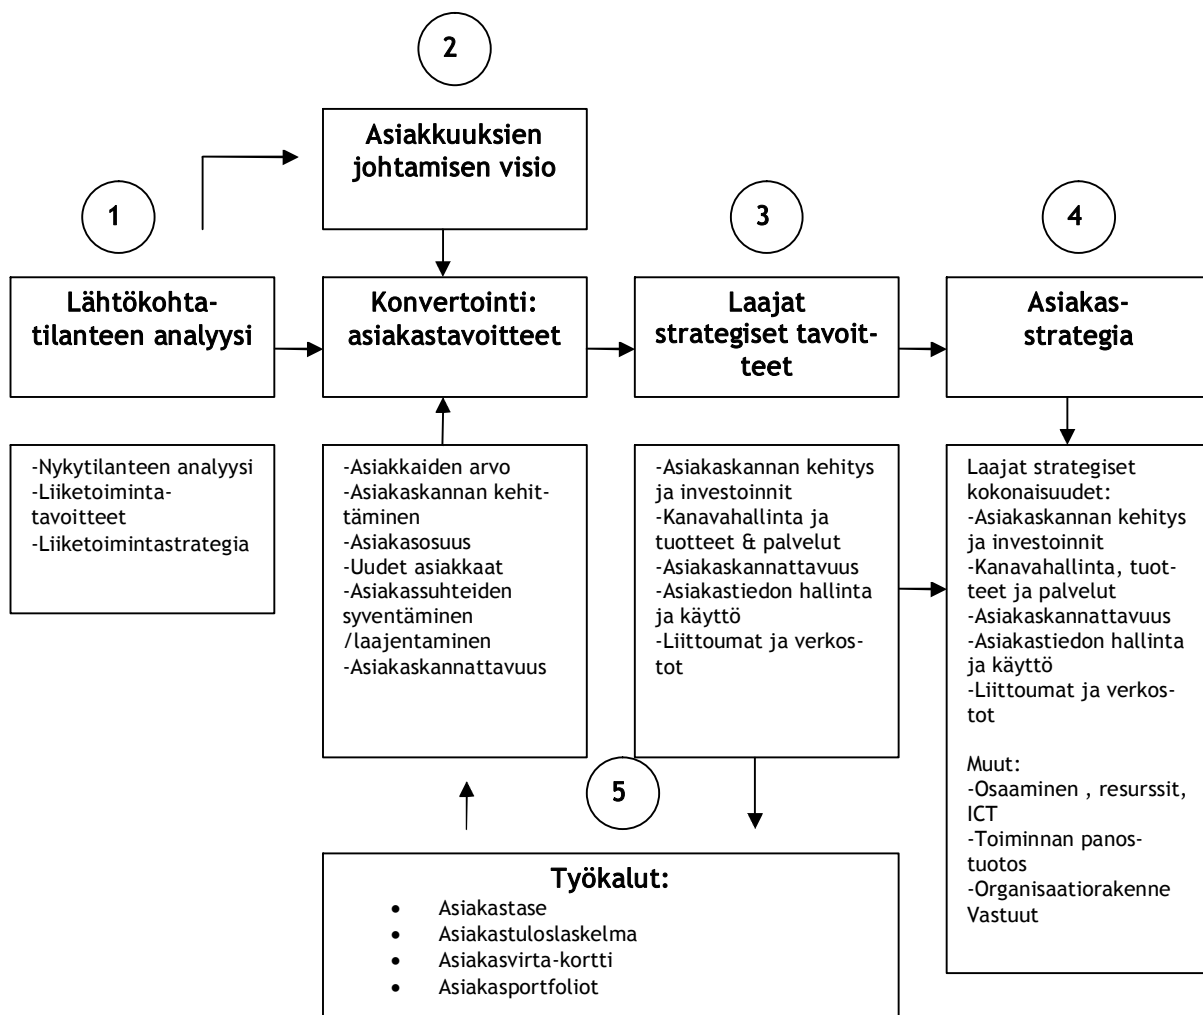 2
Asiakkuuksien
johtamisen visio
1
3
4
Lähtökohta-
tilanteen analyysi
Konvertointi:
asiakastavoitteet
Laajat
strategiset tavoit-
teet
Asiakas-
strategia
-Nykytilanteen analyysi
-Liiketoiminta-
tavoitteet
-Liiketoimintastrategia
-Asiakkaiden arvo
-Asiakaskannan kehit-
täminen
-Asiakasosuus
-Uudet asiakkaat
-Asiakassuhteiden
syventäminen
/laajentaminen
-Asiakaskannattavuus
-Asiakaskannan kehitys
ja investoinnit
-Kanavahallinta ja
tuotteet & palvelut
-Asiakaskannattavuus
-Asiakastiedon hallinta
ja käyttö
-Liittoumat ja verkos-
tot
Laajat strategiset
kokonaisuudet:
-Asiakaskannan kehitys
ja investoinnit
-Kanavahallinta, tuot-
teet ja palvelut
-Asiakaskannattavuus
-Asiakastiedon hallinta
ja käyttö
-Liittoumat ja verkos-
tot
Muut:
-Osaaminen , resurssit,
ICT
-Toiminnan panos-
tuotos
-Organisaatiorakenne
Vastuut
5
Työkalut:
• Asiakastase
• Asiakastuloslaskelma
• Asiakasvirta-kortti
• Asiakasportfoliot